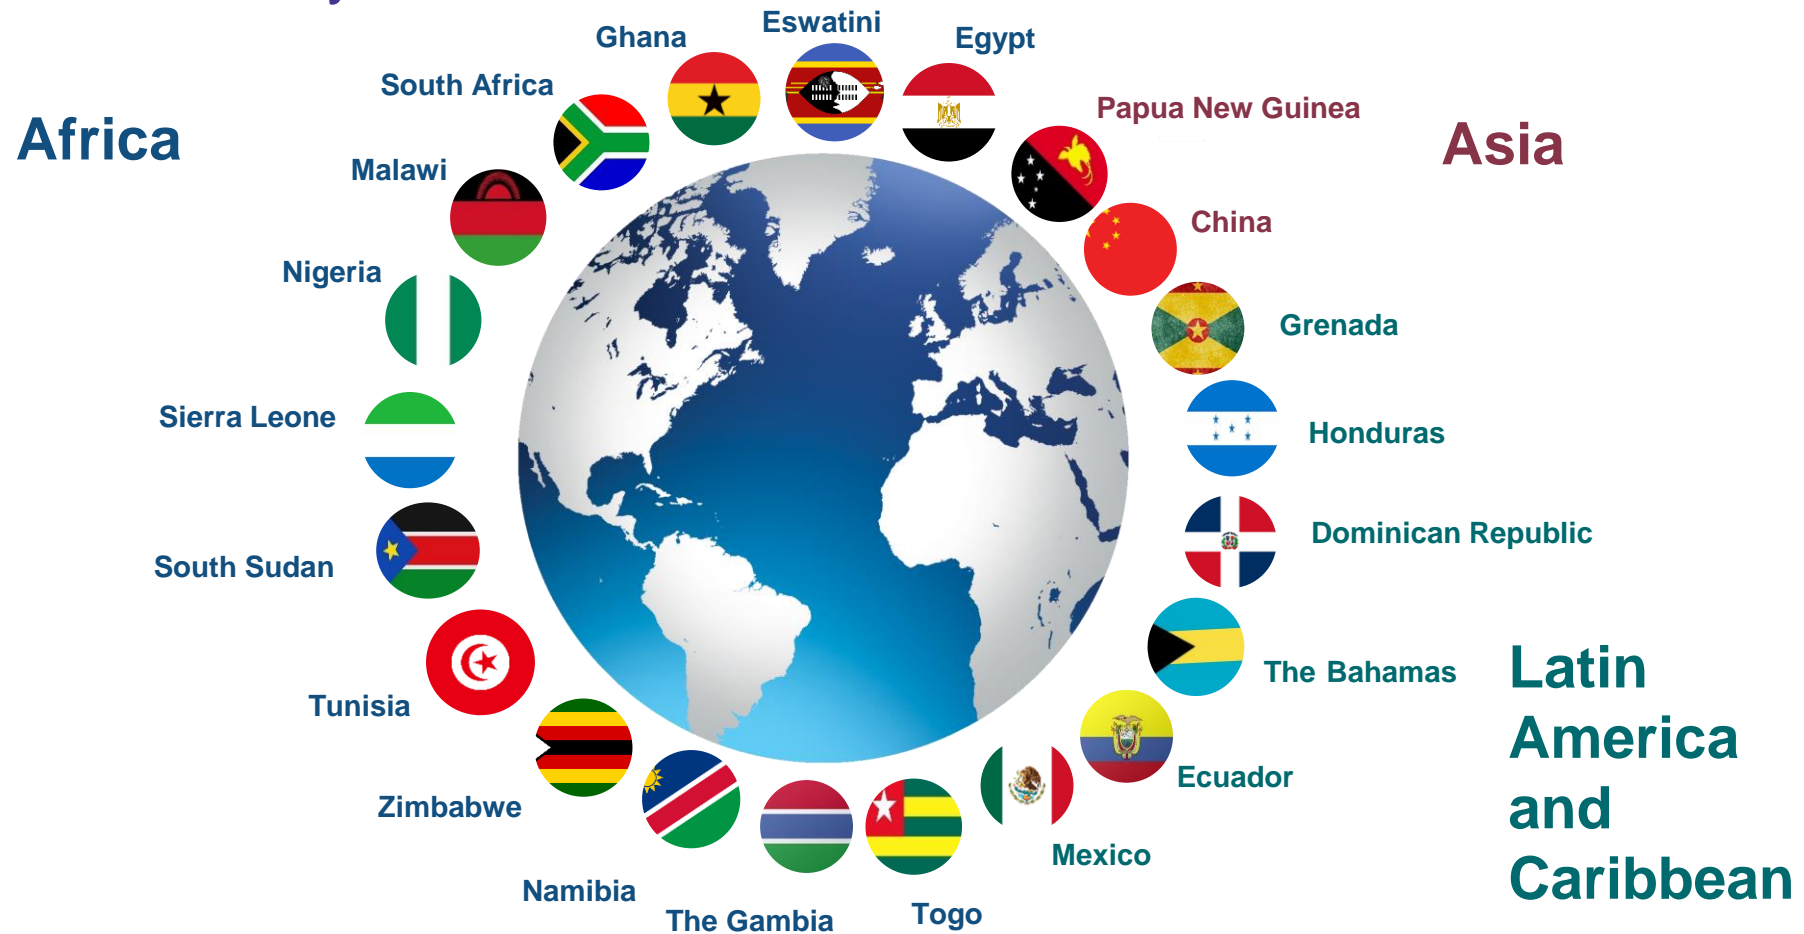 Eswatini
Ghana
Egypt
South Africa
Papua New Guinea
Africa
Asia
Malawi
China
Nigeria
Grenada
Sierra Leone
Honduras
Dominican Republic
South Sudan
The Bahamas
Latin
America
and
Caribbean
Tunisia
Ecuador
Zimbabwe
Mexico
Namibia
The Gambia
Togo